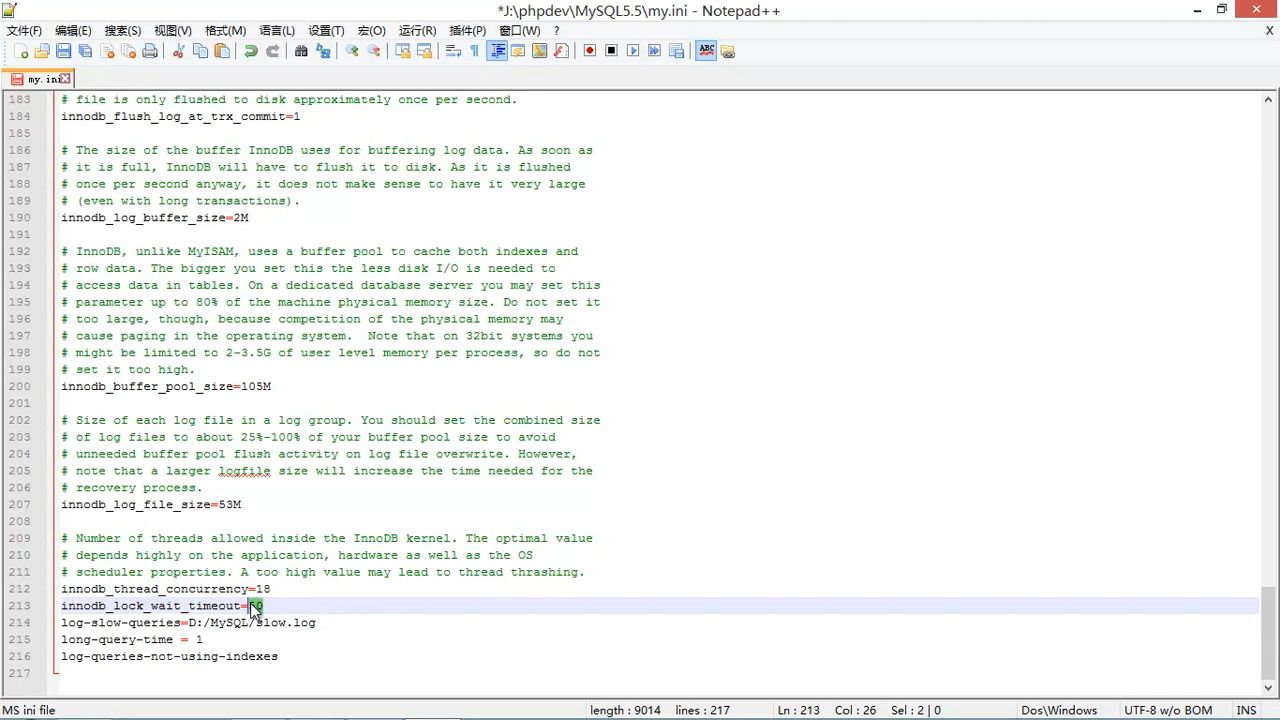 *J:\phpdev\MySQL5.5\my.ini - Notepad++
文件(F) 编辑(E) 搜索(S) 视图(V) 格式(M) 语言(L) 设置(T) 宏(O) 运行(R) 插件(P) 窗口(W) ? X
ABC
my.ini
183 # file is only flushed to disk approximately once per second.
184 innodb_flush_log_at_trx_commit=1
185
186 # The size of the buffer InnoDB uses for buffering log data. As soon as
187 # it is full, InnoDB will have to flush it to disk. As it is flushed
188 # once per second anyway, it does not make sense to have it very large
189 # (even with long transactions).
190 innodb_log_buffer_size=2M
191
192 # InnoDB, unlike MyISAM, uses a buffer pool to cache both indexes and
193 # row data. The bigger you set this the less disk I/O is needed to
194 # access data in tables. On a dedicated database server you may set this
195 # parameter up to 80% of the machine physical memory size. Do not set it
196 # too large, though, because competition of the physical memory may
197 # cause paging in the operating system.  Note that on 32bit systems you
198 # might be limited to 2-3.5G of user level memory per process, so do not
199 # set it too high.
200 innodb_buffer_pool_size=105M
201
202 # Size of each log file in a log group. You should set the combined size
203 # of log files to about 25%-100% of your buffer pool size to avoid
204 # unneeded buffer pool flush activity on log file overwrite. However,
205 # note that a larger logfile size will increase the time needed for the
206 # recovery process.
207 innodb_log_file_size=53M
208
209 # Number of threads allowed inside the InnoDB kernel. The optimal value
210 # depends highly on the application, hardware as well as the OS
211 # scheduler properties. A too high value may lead to thread thrashing.
212 innodb_thread_concurrency=18
213 innodb_lock_wait_timeout=
214 log-slow-queries=D:/MySQL/slow.log
215 long-query-time = 1
216 log-queries-not-using-indexes
217
MS ini file length : 9014 lines : 217 Ln : 213 Col : 26 Sel : 2 | 0 Dos\Windows UTF-8 w/o BOM INS